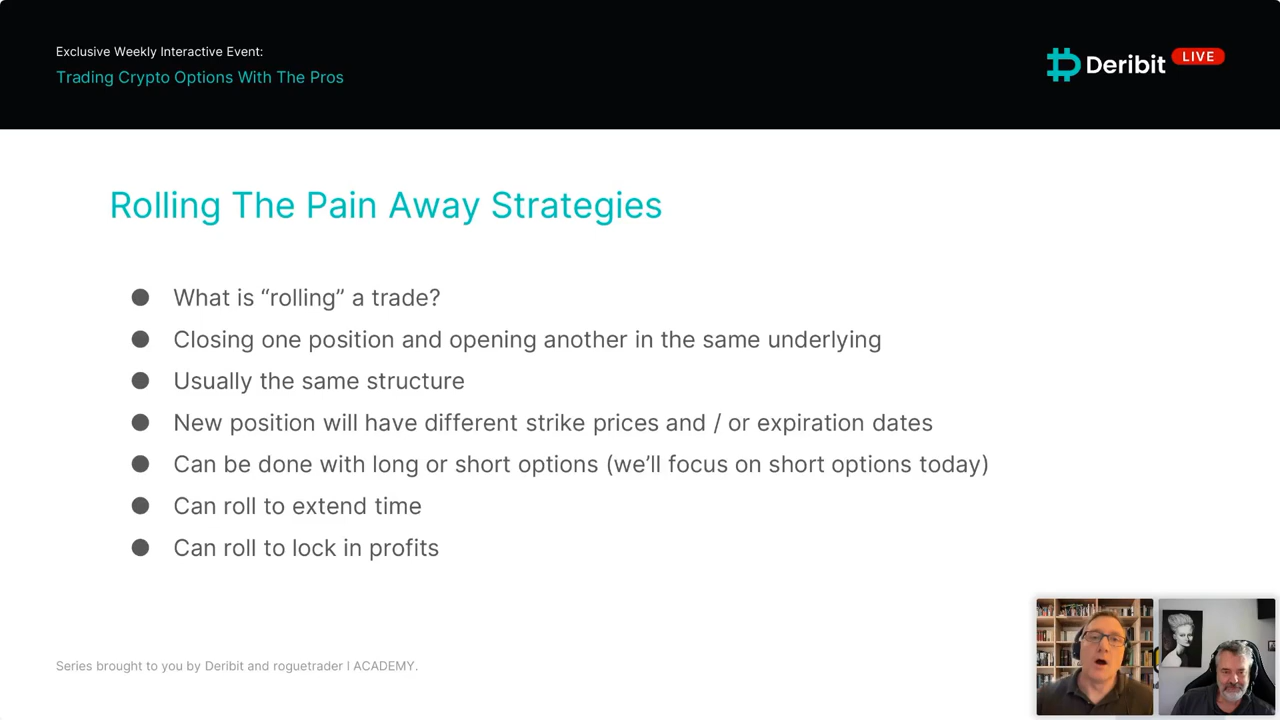 Exclusive Weekly Interactive Event:
Trading Crypto Options With The Pros
Deribit LIVE
Rolling The Pain Away Strategies
● What is “rolling” a trade?
● Closing one position and opening another in the same underlying
● Usually the same structure
● New position will have different strike prices and / or expiration dates
● Can be done with long or short options (we’ll focus on short options today)
● Can roll to extend time
● Can roll to lock in profits
Series brought to you by Deribit and roguetrader | ACADEMY.